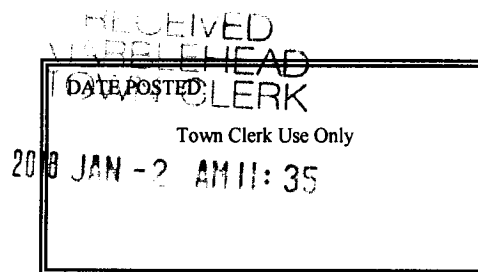 RECEIVED
MARBLEHEAD
TOWN CLERK
DATE POSTED:
Town Clerk Use Only
2018 JAN -2 AM 11: 35